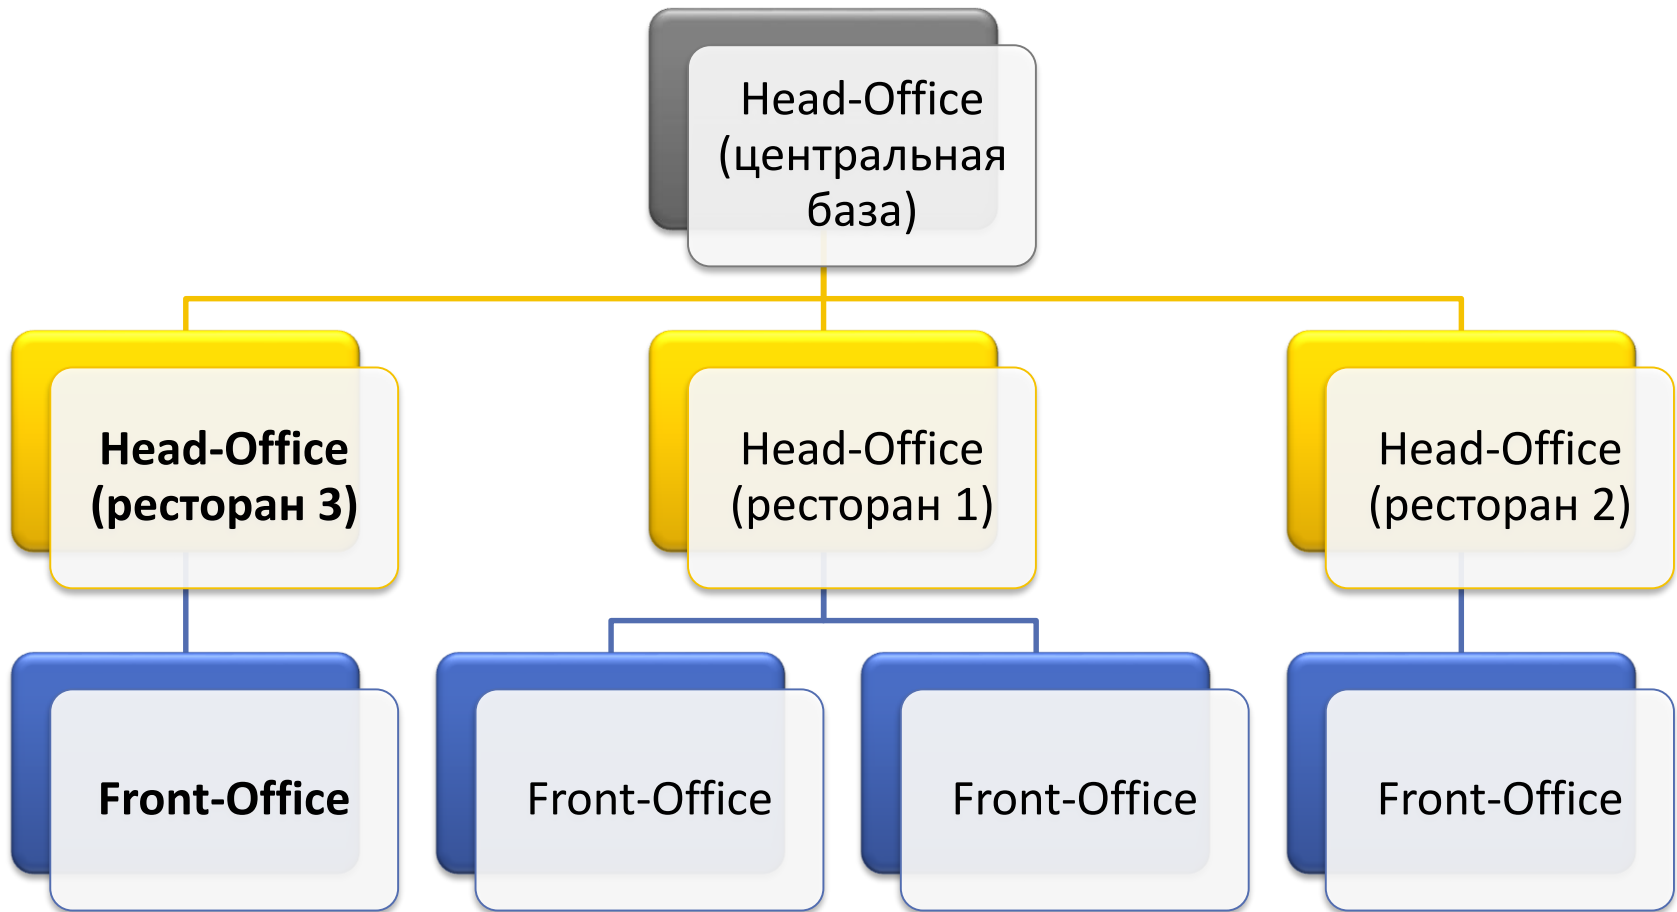 Head-Office
(центральная
база)
Head-Office
(ресторан 3)
Head-Office
(ресторан 1)
Head-Office
(ресторан 2)
Front-Office
Front-Office
Front-Office
Front-Office